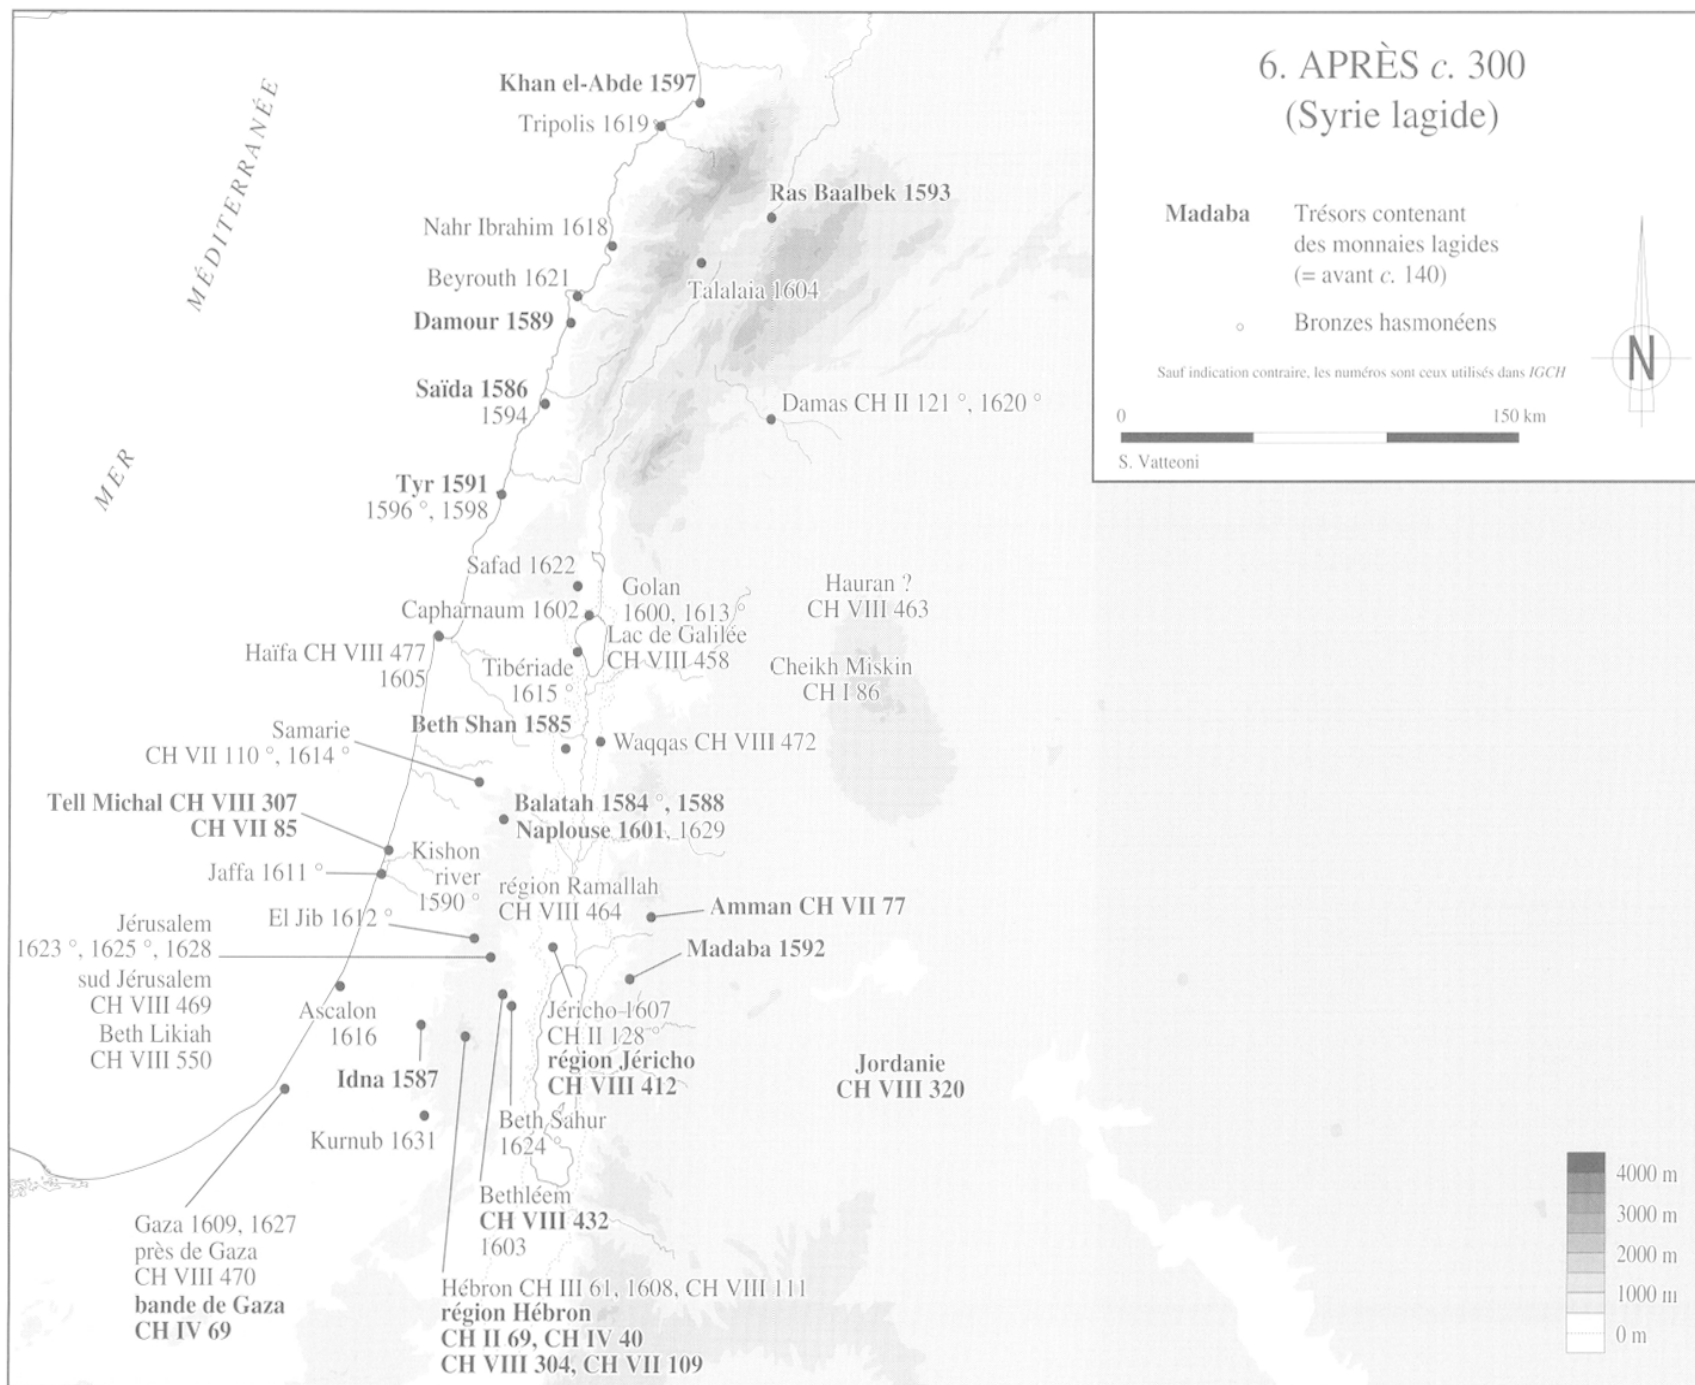 6. APRÈS c. 300
(Syrie lagide)
Madaba
Trésors contenant
des monnaies lagides
(= avant c. 140)
°
Bronzes hasmonéens
Sauf indication contraire, les numéros sont ceux utilisés dans IGCH
0
150 km
S. Vatteoni
N
MER
MÉDITERRANÉE
Khan el-Abde 1597
Tripolis 1619 °
Ras Baalbek 1593
Nahr Ibrahim 1618
Beyrouth 1621
Talalaia 1604
Damour 1589
Saïda 1586
1594
Damas CH II 121 °, 1620 °
Tyr 1591
1596 °, 1598
Safad 1622
Golan
1600, 1613 °
Hauran ?
CH VIII 463
Capharnaum 1602
Lac de Galilée
CH VIII 458
Haïfa CH VIII 477
1605
Tibériade
1615 °
Cheikh Miskin
CH I 86
Beth Shan 1585
Samarie
CH VII 110 °, 1614 °
Waqqas CH VIII 472
Tell Michal CH VIII 307
CH VII 85
Balatah 1584 °, 1588
Naplouse 1601, 1629
Jaffa 1611 °
Kishon
river
1590 °
région Ramallah
CH VIII 464
El Jib 1612 °
Amman CH VII 77
Jérusalem
1623 °, 1625 °, 1628
Madaba 1592
sud Jérusalem
CH VIII 469
Beth Likiah
CH VIII 550
Ascalon
1616
Jéricho 1607
CH II 128 °
région Jéricho
CH VIII 412
Jordanie
CH VIII 320
Idna 1587
Kurnub 1631
Beth Sahur
1624 °
Bethléem
CH VIII 432
1603
Gaza 1609, 1627
près de Gaza
CH VIII 470
bande de Gaza
CH IV 69
Hébron CH III 61, 1608, CH VIII 111
région Hébron
CH II 69, CH IV 40
CH VIII 304, CH VII 109
4000 m
3000 m
2000 m
1000 m
0 m